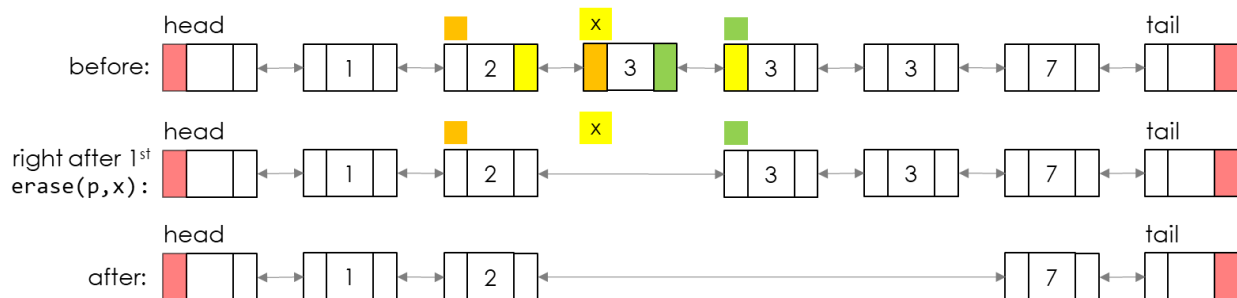 head x tail
before: 1 2 3 3 3 7
head x tail
right after 1st
erase(p,x): 1 2 3 3 7
head tail
after: 1 2 7